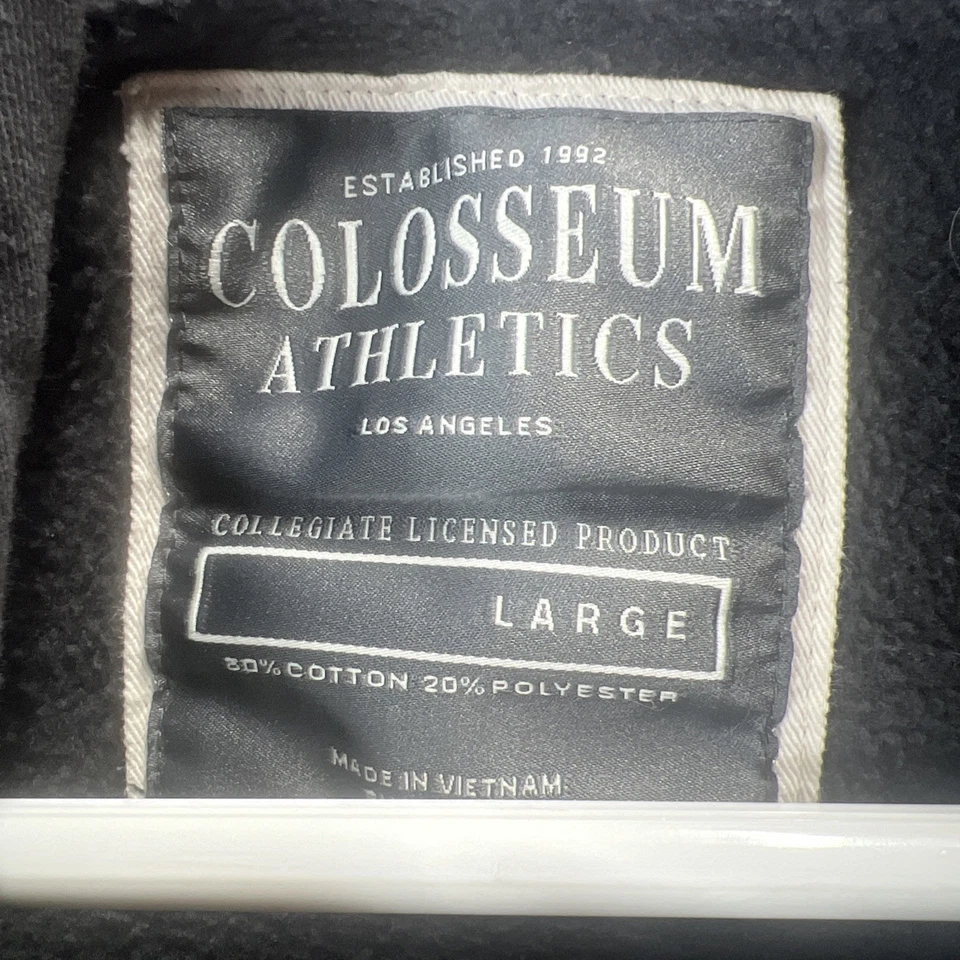 ESTABLISHED 1992
COLOSSEUM
ATHLETICS
LOS ANGELES
COLLEGIATE LICENSED PRODUCT
LARGE
80% COTTON 20% POLYESTER
MADE IN VIETNAM